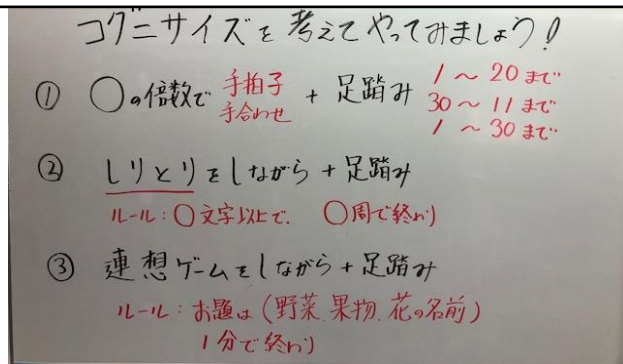 コグニサイズを考えてやってみましょう!
① ○の倍数で 手拍子 手合わせ + 足踏み 1～20まで 30～11まで 1～30まで
② しりとりをしながら+足踏み
ルール:○文字以上で、○周で終わり
③ 連想ゲームをしながら+足踏み
ルール:お題は(野菜、果物、花の名前)
1分で終わり